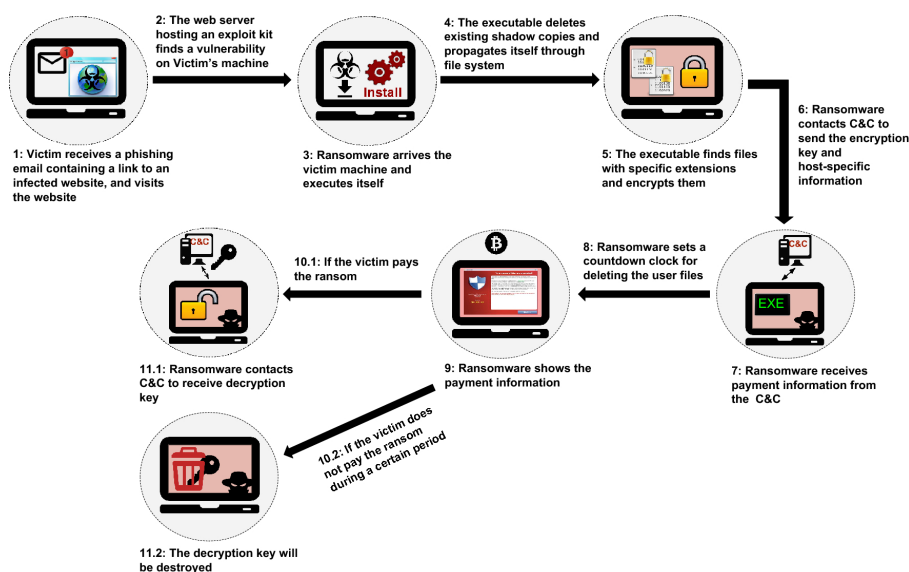 2: The web server
hosting an exploit kit
finds a vulnerability
on Victim's machine
4: The executable deletes
existing shadow copies and
propagates itself through
file system
1
Install
1: Victim receives a phishing
email containing a link to an
infected website, and visits
the website
3: Ransomware arrives the
victim machine and
executes itself
5: The executable finds files
with specific extensions
and encrypts them
6: Ransomware
contacts C&C to
send the encryption
key and
host-specific
information
C&C
10.1: If the victim pays
the ransom
8: Ransomware sets a
countdown clock for
deleting the user files
C&C
EXE
11.1: Ransomware contacts
C&C to receive decryption
key
9: Ransomware shows the
payment information
7: Ransomware receives
payment information from
the C&C
10.2: If the victim does
not pay the ransom
during a certain period
11.2: The decryption key will
be destroyed